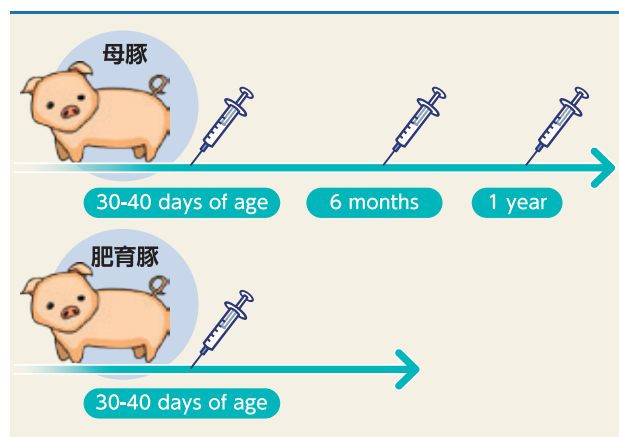 母豚
30-40 days of age
6 months
1 year
肥育豚
30-40 days of age